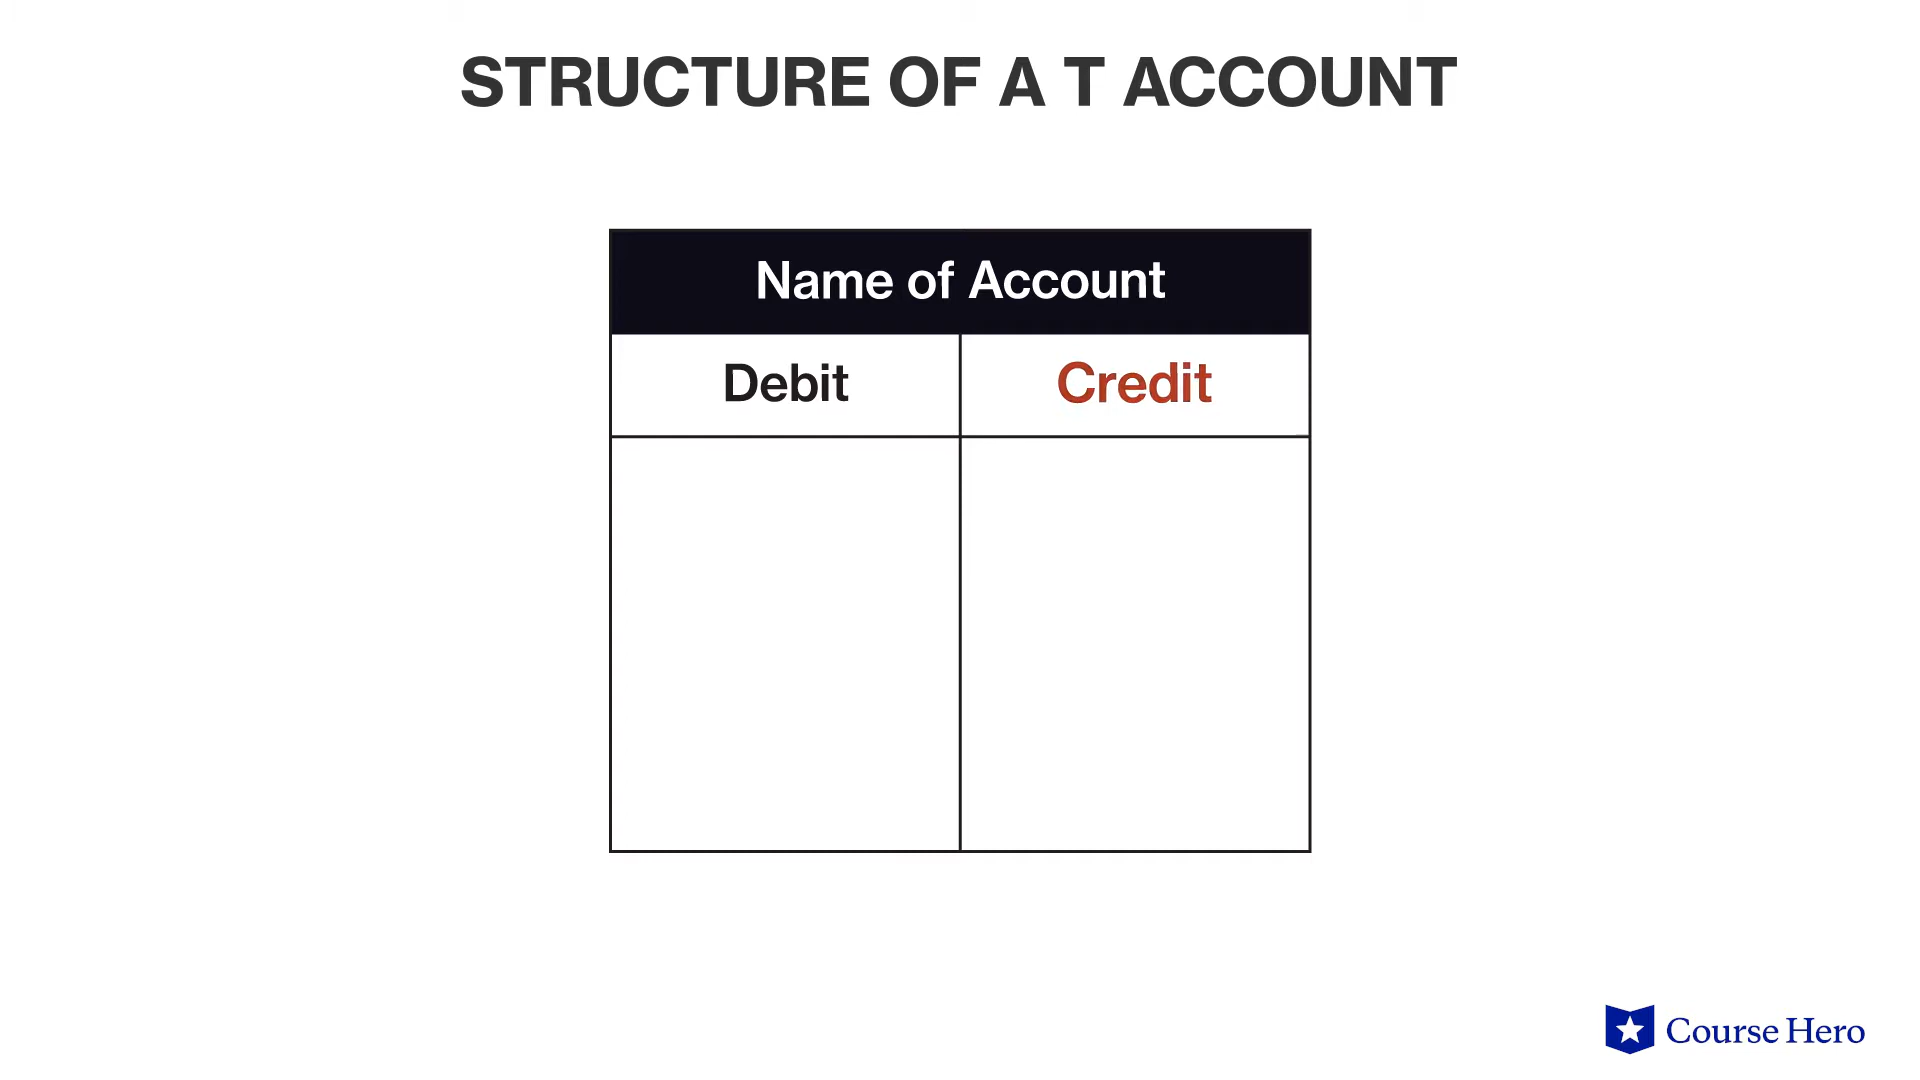 STRUCTURE OF A T ACCOUNT
Name of Account
Debit
Credit
Course Hero